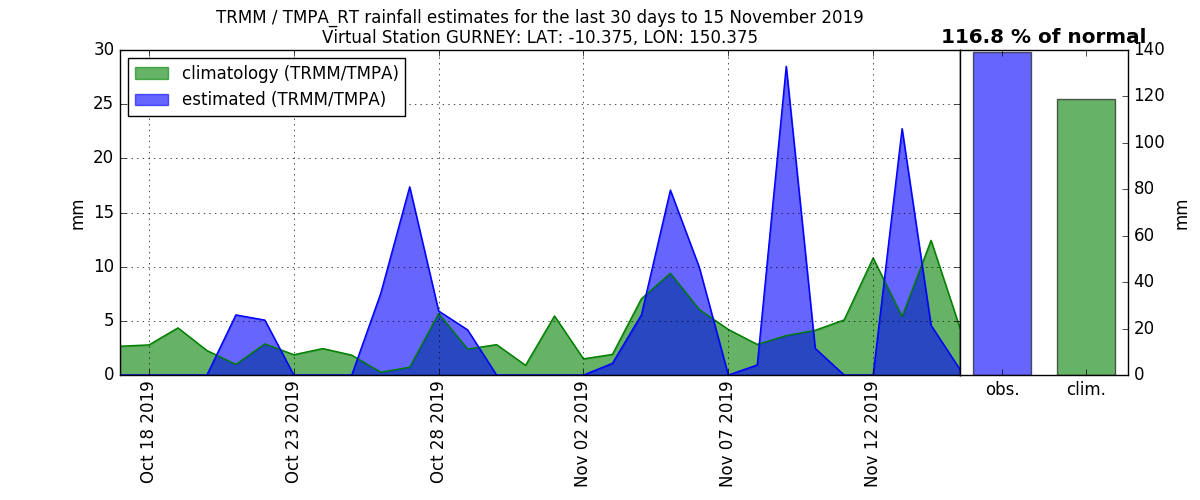 TRMM / TMPA_RT rainfall estimates for the last 30 days to 15 November 2019
Virtual Station GURNEY: LAT: -10.375, LON: 150.375
116.8 % of normal
climatology (TRMM/TMPA)
estimated (TRMM/TMPA)
30
25
20
15
10
5
0
mm
140
120
100
80
60
40
20
0
mm
Oct 18 2019
Oct 23 2019
Oct 28 2019
Nov 02 2019
Nov 07 2019
Nov 12 2019
obs.
clim.